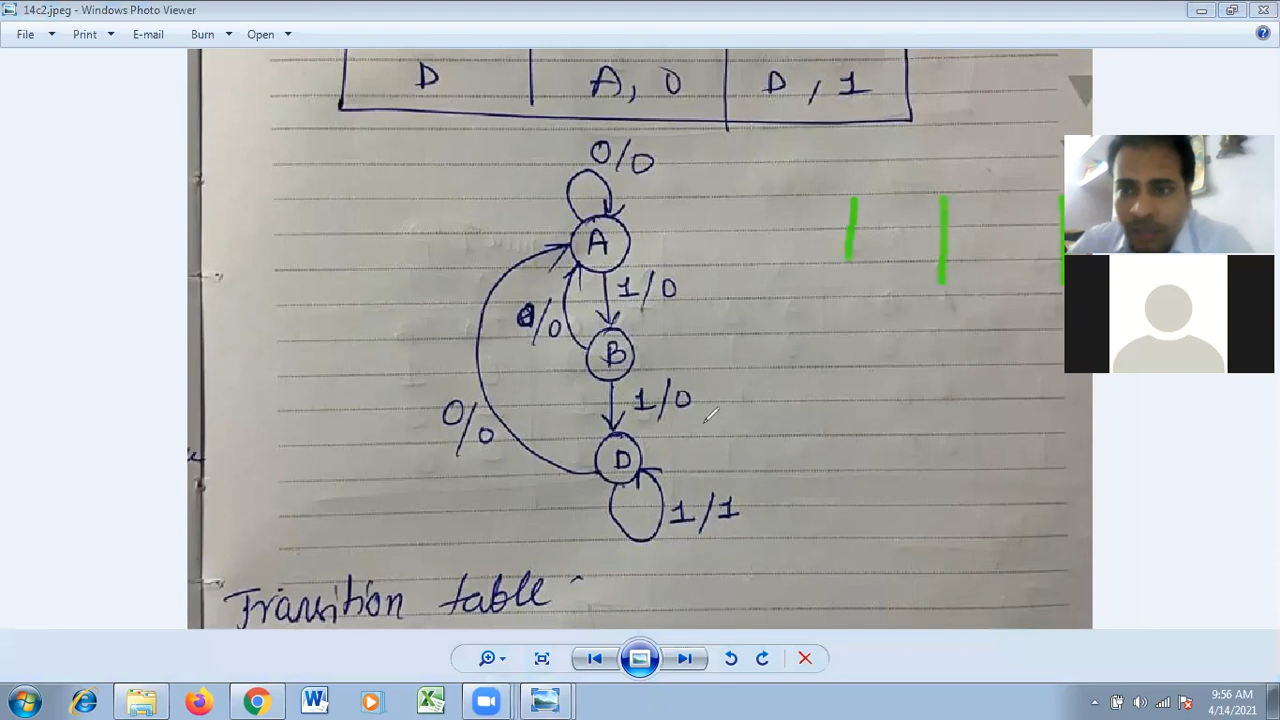 14c2.jpeg - Windows Photo Viewer
File Print E-mail Burn Open
D A, 0 D, 1
0/0
A
1/0
0/0
B
1/0
0/0
D
1/1
Transition table
W
X
9:56 AM
4/14/2021